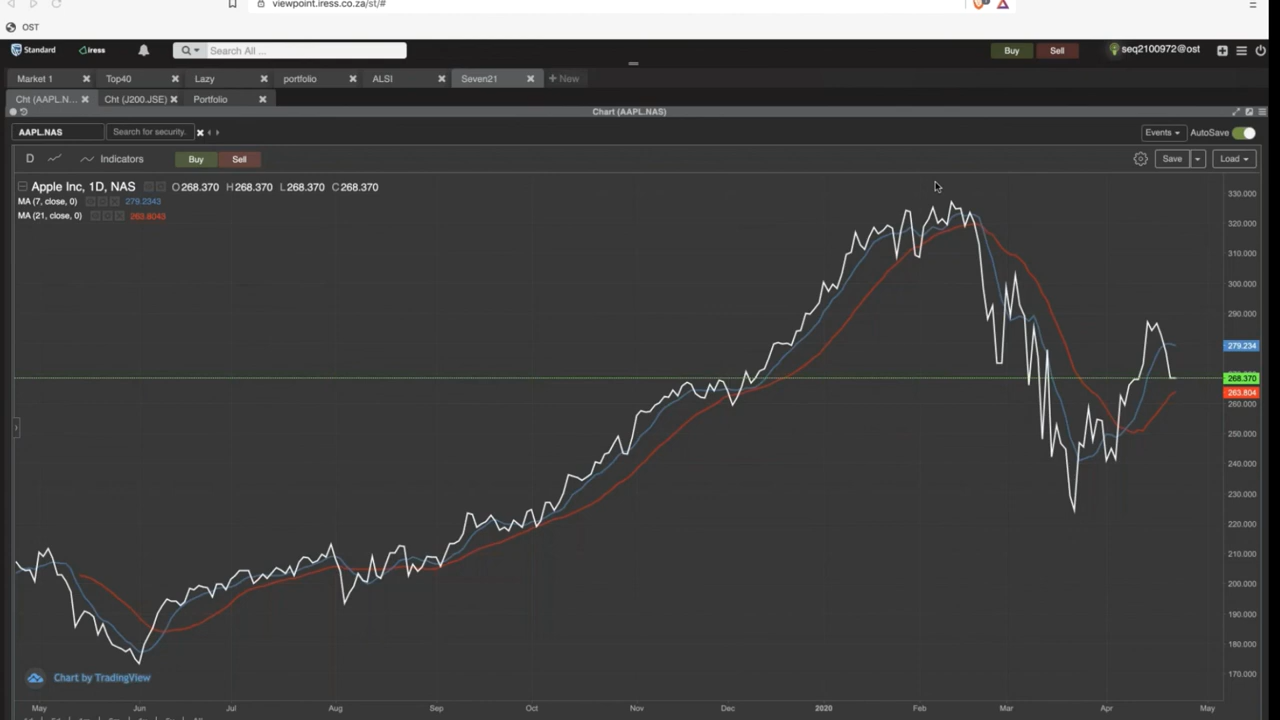 viewpoint.iress.co.za/st/#
OST
Standard iress Search All ... Buy Sell seq2100972@ost
Market 1 Top40 Lazy portfolio ALSI Seven21 New
Cht (AAPL.N... Cht (J200.JSE) Portfolio
Chart (AAPL.NAS)
AAPL.NAS Search for security. Events AutoSave
D Indicators Buy Sell Save Load
Apple Inc, 1D, NAS O268.370 H268.370 L268.370 C268.370
MA (7, close, 0) 279.2343
MA (21, close, 0) 263.8043
330.000
320.000
310.000
300.000
290.000
279.234
268.370
263.804
260.000
250.000
240.000
230.000
220.000
210.000
200.000
190.000
180.000
170.000
Chart by TradingView
May Jun Jul Aug Sep Oct Nov Dec 2020 Feb Mar Apr May